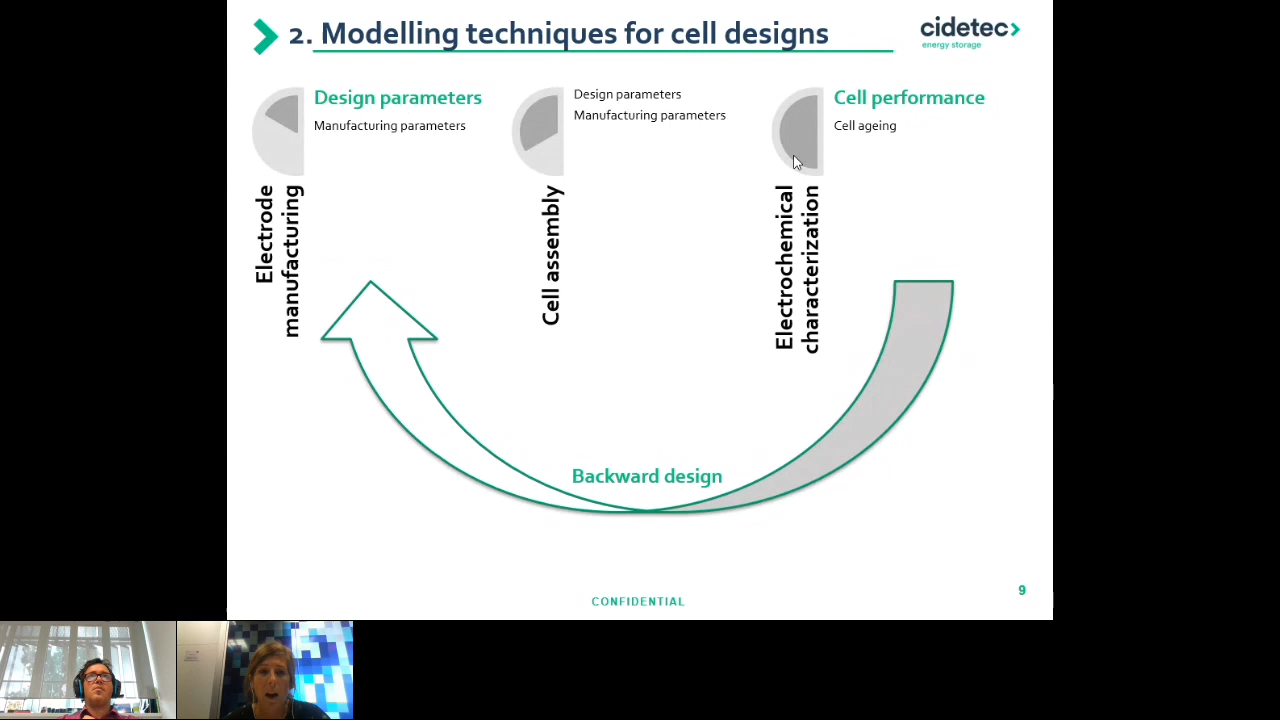 2. Modelling techniques for cell designs
cidetec
energy storage
Design parameters
Manufacturing parameters
Electrode
manufacturing
Design parameters
Manufacturing parameters
Cell assembly
Cell performance
Cell ageing
Electrochemical
characterization
Backward design
CONFIDENTIAL
9